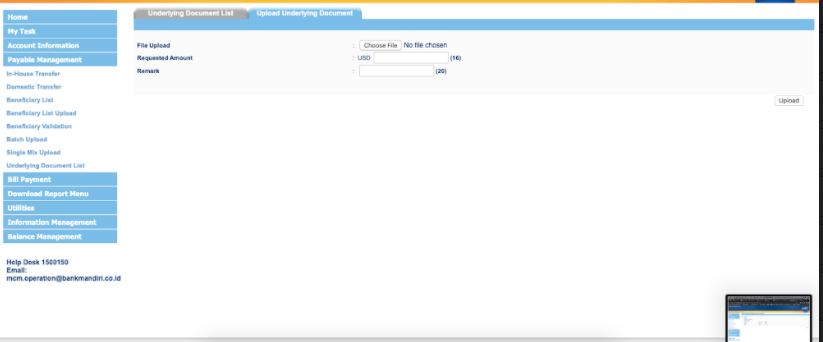 Underlying Document List
Upload Underlying Document
Home
My Task
Account Information
Payable Management
In-House Transfer
Domestic Transfer
Beneficiary List
Beneficiary List Upload
Beneficiary Validation
Batch Upload
Single Mix Upload
Underlying Document List
Bill Payment
Download Report Menu
Utilities
Information Management
Balance Management
Help Desk 1500150
Email:
mcm.operation@bankmandiri.co.id
File Upload : Choose File No file chosen
Requested Amount : USD (16)
Remark : (20)
Upload